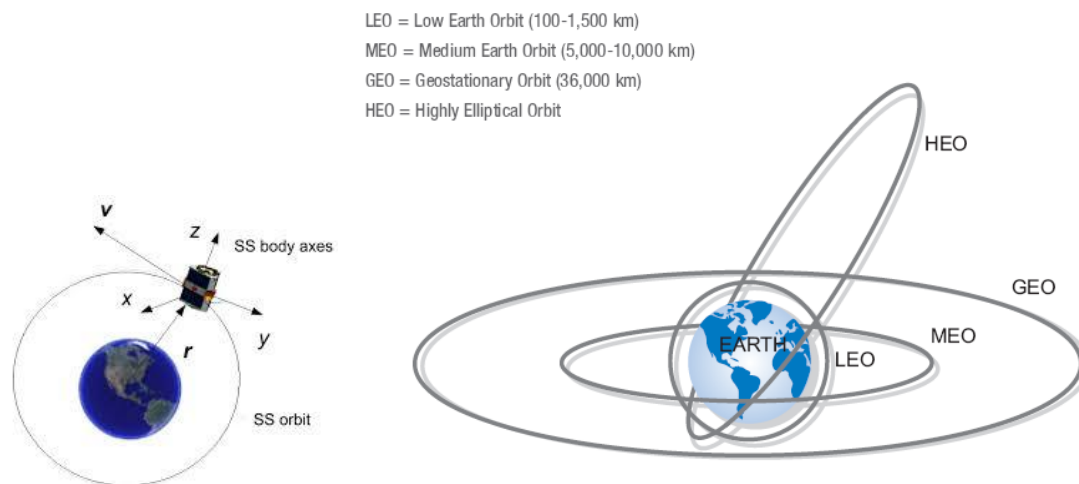 LEO = Low Earth Orbit (100-1,500 km)
MEO = Medium Earth Orbit (5,000-10,000 km)
GEO = Geostationary Orbit (36,000 km)
HEO = Highly Elliptical Orbit
HEO
v
z
SS body axes
x
y
r
SS orbit
GEO
MEO
EARTH
LEO